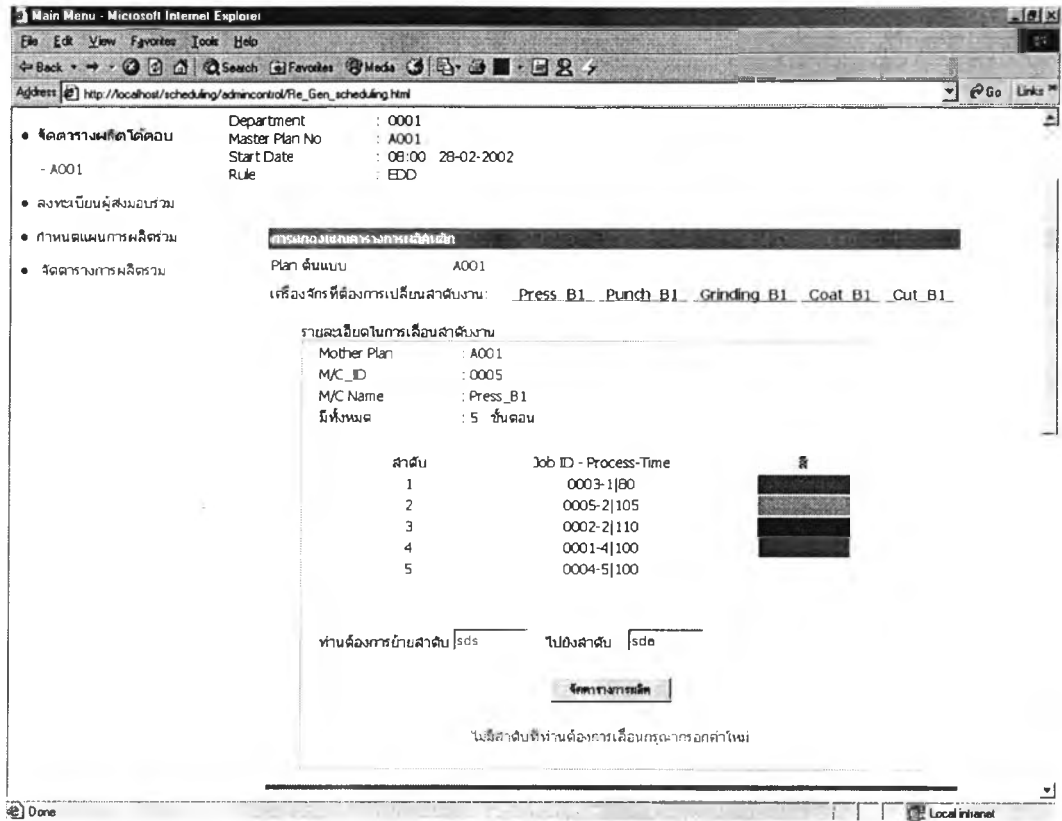 Main Menu - Microsoft Internet Explorer
File Edit View Favorites Tools Help
Back Search Favorites Media
Address http://localhost/scheduling/admincontrol/Re_Gen_scheduling.html Go Links »
จัดตารางผลิตโต้ตอบ
- A001
ลงทะเบียนผู้ส่งมอบร่วม
กำหนดแผนการผลิตร่วม
จัดตารางการผลิตรวม
Department : 0001
Master Plan No : A001
Start Date : 08:00 28-02-2002
Rule : EDD
Plan ต้นแบบ A001
เครื่องจักรที่ต้องการเปลี่ยนลำดับงาน: Press_B1 Punch_B1 Grinding_B1 Coat_B1 Cut_B1
รายละเอียดในการเลื่อนลำดับงาน
Mother Plan : A001
M/C_ID : 0005
M/C Name : Press_B1
มีทั้งหมด : 5 ขั้นตอน
ลำดับ Job ID - Process-Time สี
1 0003-1|80
2 0005-2|105
3 0002-2|110
4 0001-4|100
5 0004-5|100
ท่านต้องการย้ายลำดับ sds ไปยังลำดับ sda
จัดตารางการผลิต
ไม่มีลำดับที่ท่านต้องการเลื่อนกรุณากรอกค่าใหม่
Done Local intranet